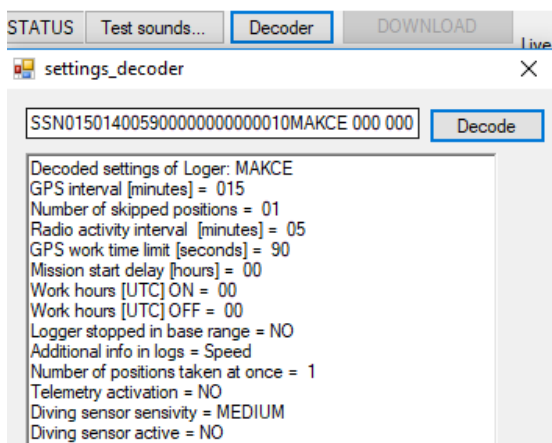 STATUS Test sounds... Decoder DOWNLOAD
Live
settings_decoder
SSN015014005900000000000010MAKCE 000 000 Decode
Decoded settings of Loger: MAKCE
GPS interval [minutes] = 015
Number of skipped positions = 01
Radio activity interval [minutes] = 05
GPS work time limit [seconds] = 90
Mission start delay [hours] = 00
Work hours [UTC] ON = 00
Work hours [UTC] OFF = 00
Logger stopped in base range = NO
Additional info in logs = Speed
Number of positions taken at once = 1
Telemetry activation = NO
Diving sensor sensivity = MEDIUM
Diving sensor active = NO